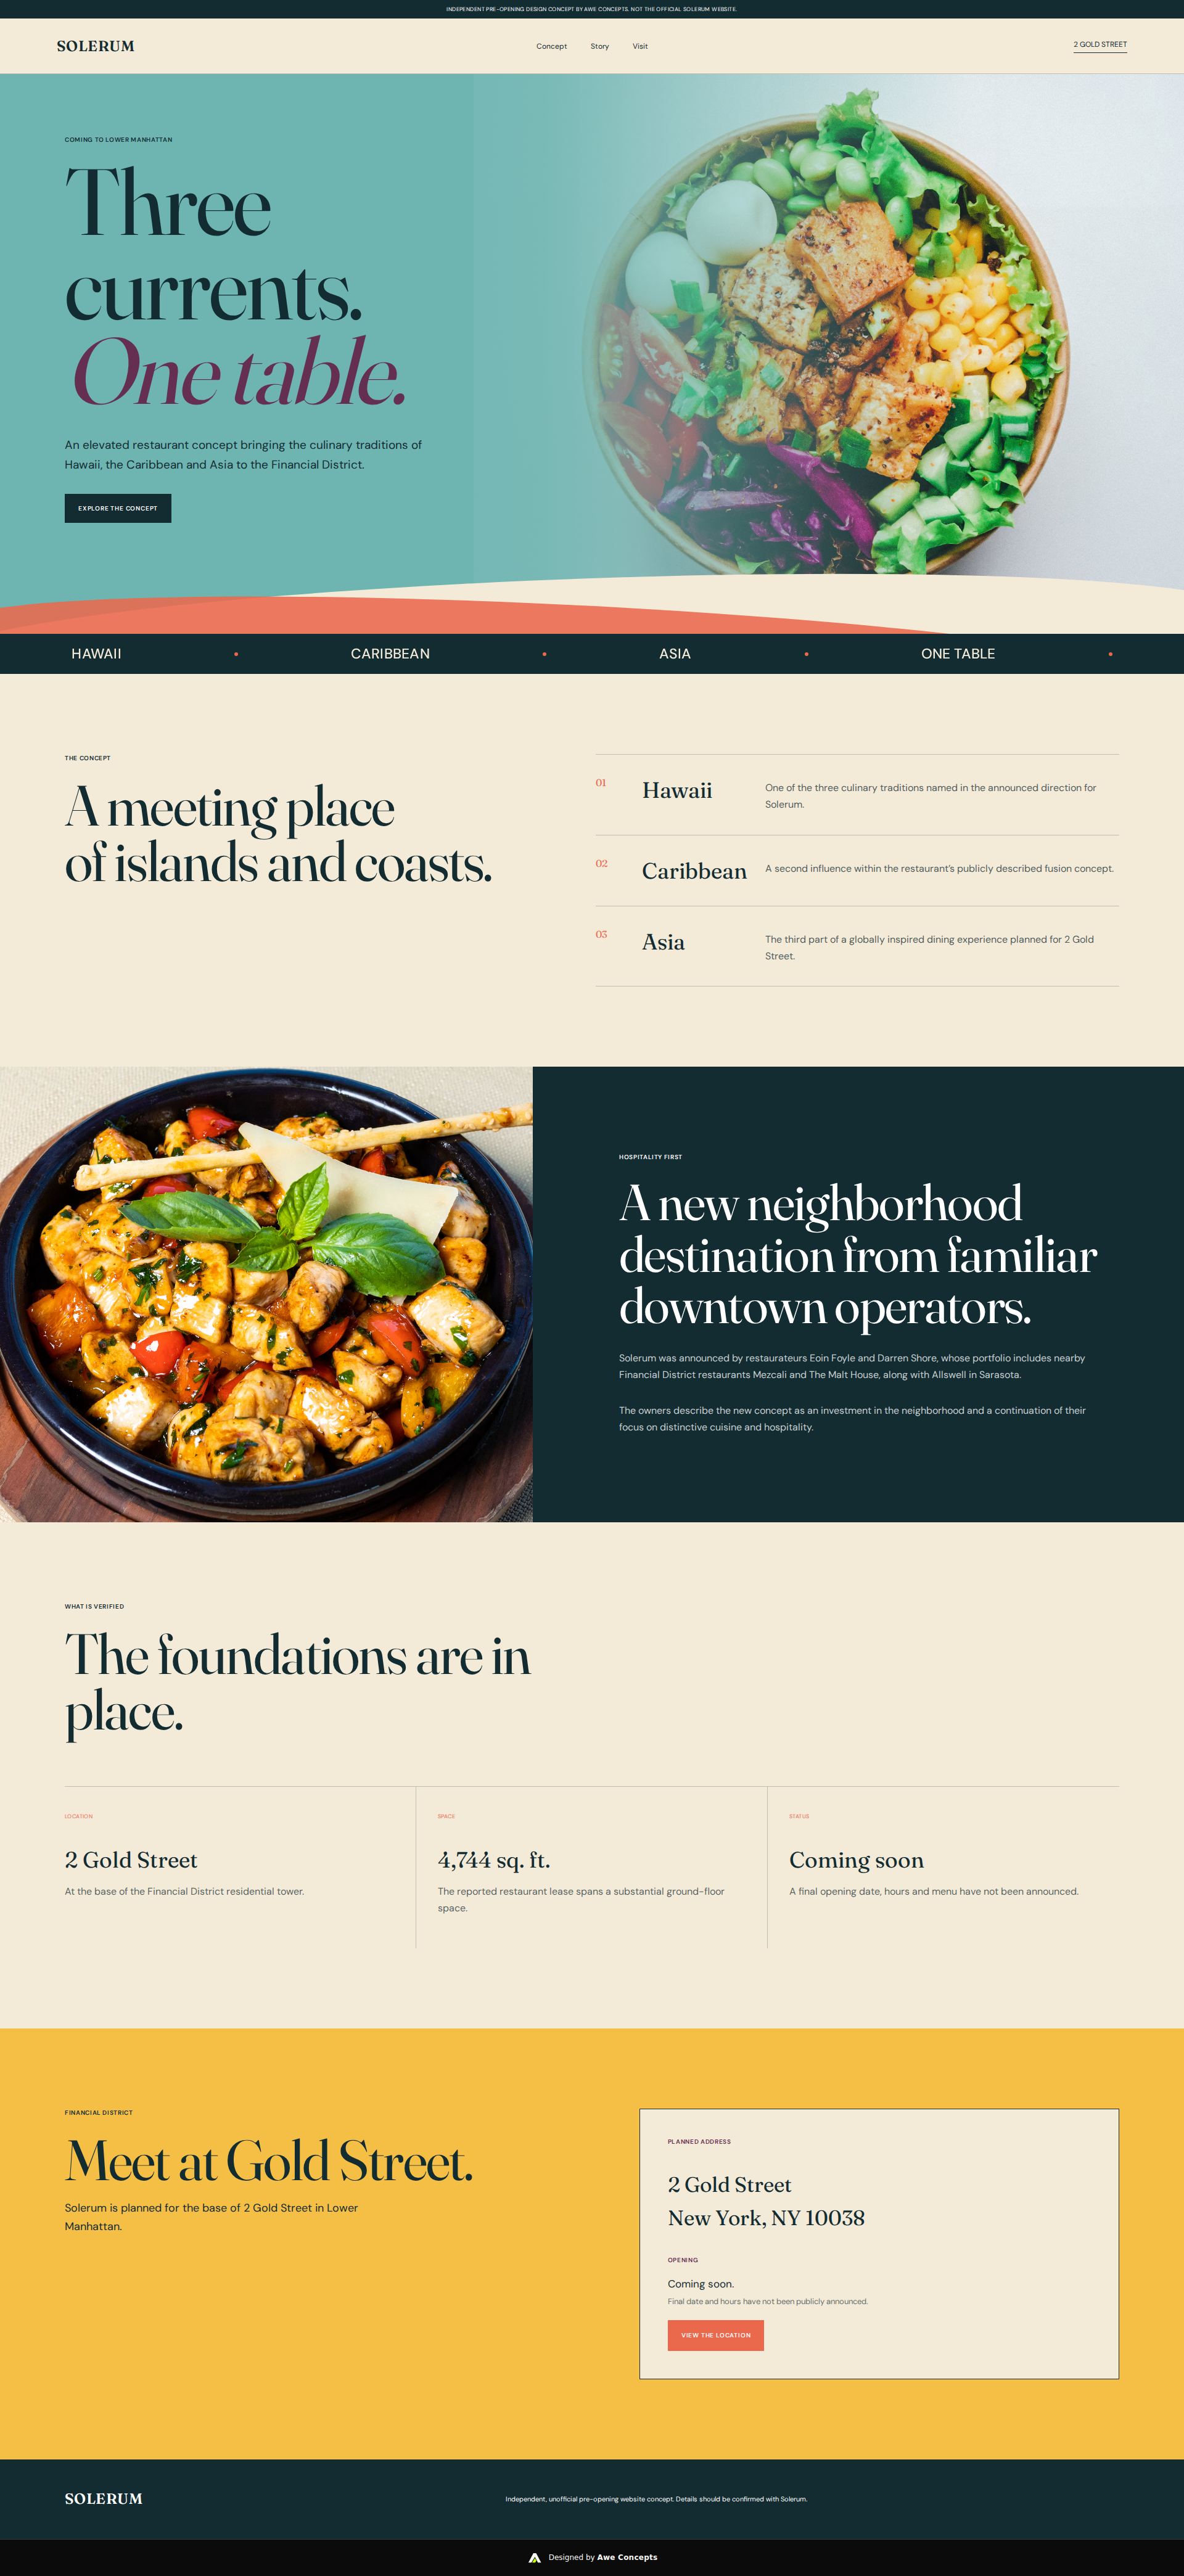 INDEPENDENT PRE-OPENING DESIGN CONCEPT BY AWE CONCEPTS. NOT THE OFFICIAL SOLERUM WEBSITE.
SOLERUM
Concept
Story
Visit
2 GOLD STREET
COMING TO LOWER MANHATTAN
Three
currents.
One table.
An elevated restaurant concept bringing the culinary traditions of
Hawaii, the Caribbean and Asia to the Financial District.
EXPLORE THE CONCEPT
HAWAII • CARIBBEAN • ASIA • ONE TABLE •
THE CONCEPT
A meeting place
of islands and coasts.
01
Hawaii
One of the three culinary traditions named in the announced direction for
Solerum.
02
Caribbean
A second influence within the restaurant's publicly described fusion concept.
03
Asia
The third part of a globally inspired dining experience planned for 2 Gold
Street.
HOSPITALITY FIRST
A new neighborhood
destination from familiar
downtown operators.
Solerum was announced by restaurateurs Eoin Foyle and Darren Shore, whose portfolio includes nearby
Financial District restaurants Mezcali and The Malt House, along with Allswell in Sarasota.
The owners describe the new concept as an investment in the neighborhood and a continuation of their
focus on distinctive cuisine and hospitality.
WHAT IS VERIFIED
The foundations are in
place.
LOCATION
2 Gold Street
At the base of the Financial District residential tower.
SPACE
4,744 sq. ft.
The reported restaurant lease spans a substantial ground-floor
space.
STATUS
Coming soon
A final opening date, hours and menu have not been announced.
FINANCIAL DISTRICT
Meet at Gold Street.
Solerum is planned for the base of 2 Gold Street in Lower
Manhattan.
PLANNED ADDRESS
2 Gold Street
New York, NY 10038
OPENING
Coming soon.
Final date and hours have not been publicly announced.
VIEW THE LOCATION
SOLERUM
Independent, unofficial pre-opening website concept. Details should be confirmed with Solerum.
Designed by Awe Concepts